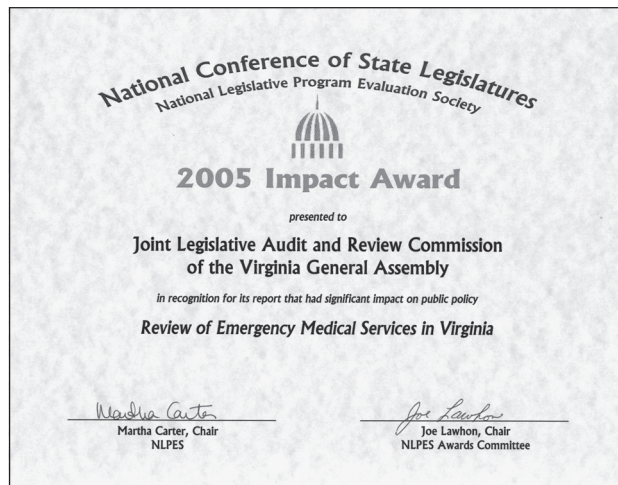 National Conference of State Legislatures
National Legislative Program Evaluation Society
2005 Impact Award
presented to
Joint Legislative Audit and Review Commission
of the Virginia General Assembly
in recognition for its report that had significant impact on public policy
Review of Emergency Medical Services in Virginia
Martha Carter Joe Lawhon
Martha Carter, Chair Joe Lawhon, Chair
NLPES NLPES Awards Committee